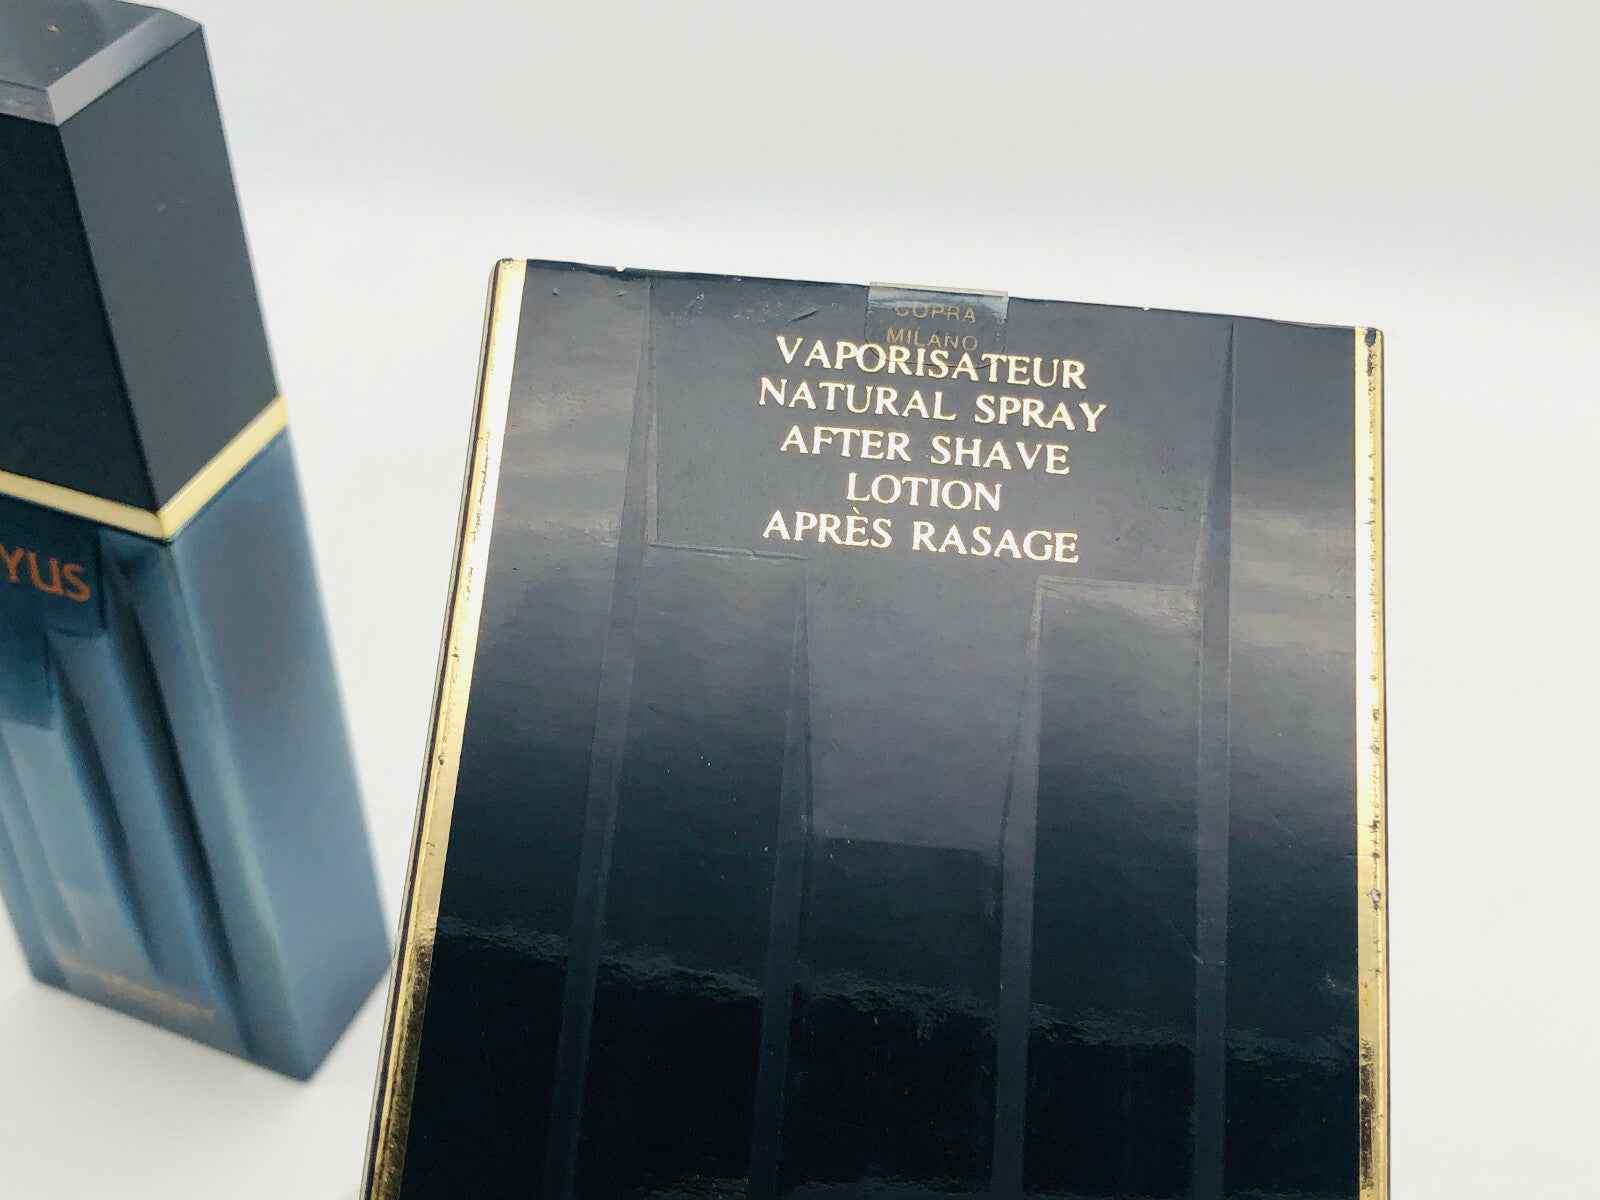 YUS
COPRA
MILANO
VAPORISATEUR
NATURAL SPRAY
AFTER SHAVE
LOTION
APRÈS RASAGE